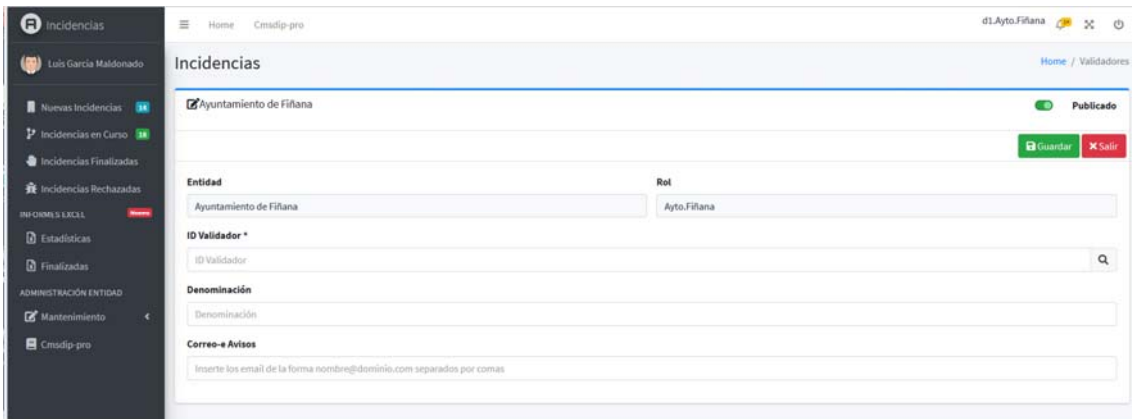 Incidencias
Home Cmsdip-pro
d1.Ayto.Fiñana
Luis Garcia Maldonado
Incidencias
Home / Validadores
Nuevas Incidencias
Incidencias en Curso
Incidencias Finalizadas
Incidencias Rechazadas
INFORMES EXCEL Nuevo
Estadísticas
Finalizadas
ADMINISTRACIÓN ENTIDAD
Mantenimiento
Cmsdip-pro
Ayuntamiento de Fiñana
Publicado
Guardar Salir
Entidad Rol
Ayuntamiento de Fiñana Ayto.Fiñana
ID Validador *
ID Validador
Denominación
Denominación
Correo-e Avisos
Inserte los email de la forma nombre@dominio.com separados por comas